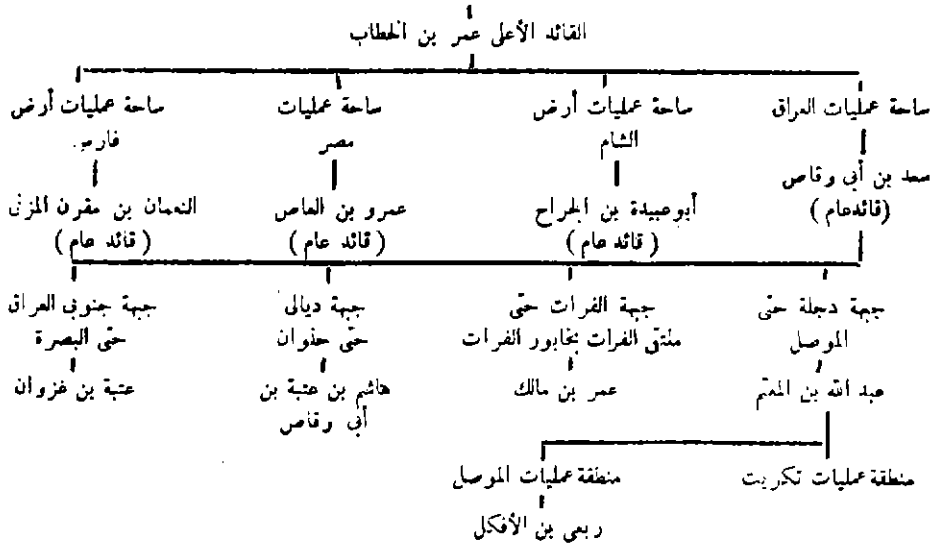 القائد الأعلى عمر بن الخطاب
ساحة عمليات العراق
سعد بن أبي وقاص
(قائد عام)
ساحة عمليات أرض
الشام
أبو عبيدة بن الجراح
(قائد عام)
ساحة عمليات
مصر
عمرو بن العاص
(قائد عام)
ساحة عمليات أرض
فارس
النعمان بن مقرن المزني
(قائد عام)
جبهة دجلة حتى
الموصل
عبد الله بن المعتم
جبهة الفرات حتى
ملتقى الفرات بخابور الفرات
عمر بن مالك
جبهة ديالى
حتى حلوان
هاشم بن عتبة بن
أبي وقاص
جبهة جنوبي العراق
حتى البصرة
عتبة بن غزوان
منطقة عمليات تكريت
منطقة عمليات الموصل
ربعي بن الأفكل